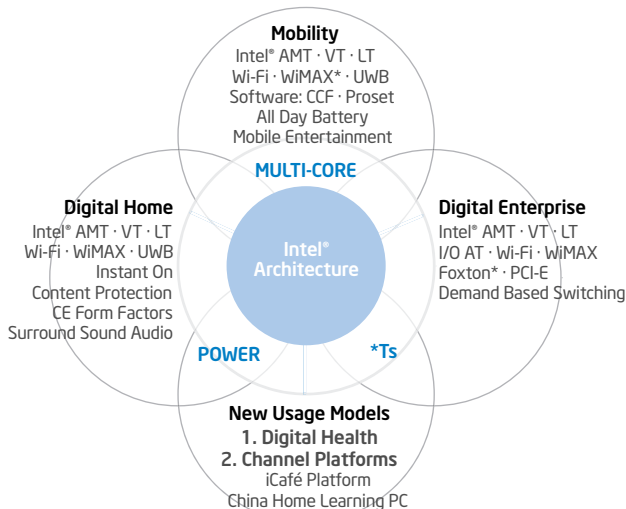 Mobility
Intel® AMT · VT · LT
Wi-Fi · WiMAX* · UWB
Software: CCF · Proset
All Day Battery
Mobile Entertainment
MULTI-CORE
Digital Home
Intel® AMT · VT · LT
Wi-Fi · WiMAX · UWB
Instant On
Content Protection
CE Form Factors
Surround Sound Audio
Intel®
Architecture
Digital Enterprise
Intel® AMT · VT · LT
I/O AT · Wi-Fi · WiMAX
Foxton* · PCI-E
Demand Based Switching
POWER
*Ts
New Usage Models
1. Digital Health
2. Channel Platforms
iCafé Platform
China Home Learning PC